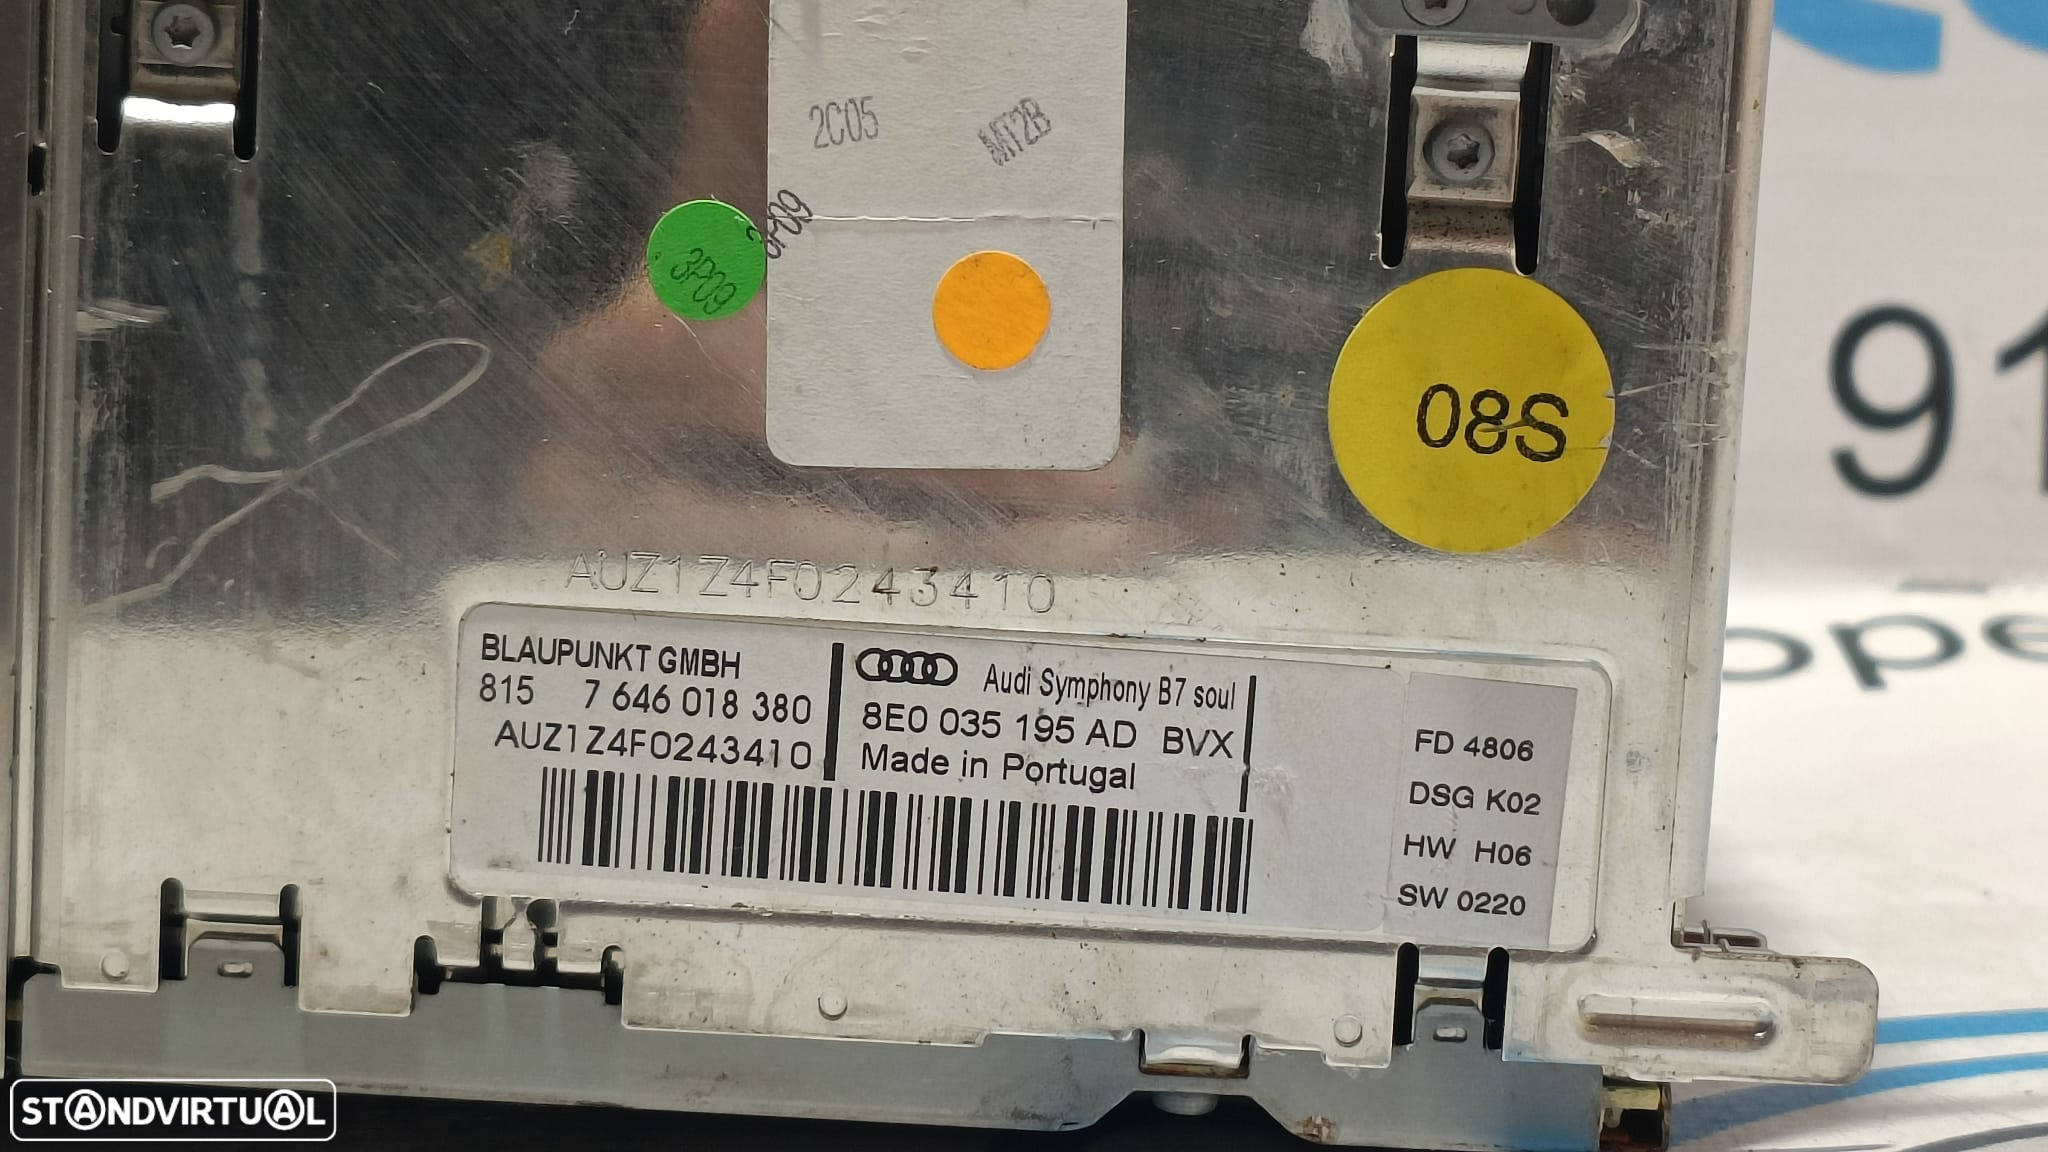 2C05
MT2B
3P09
3P09
08S
91
ope
AUZ1Z4F0243410
BLAUPUNKT GMBH
815 7 646 018 380
AUZ1Z4F0243410
Audi Symphony B7 soul
8E0 035 195 AD BVX
Made in Portugal
FD 4806
DSG K02
HW H06
SW 0220
STANDVIRTUAL